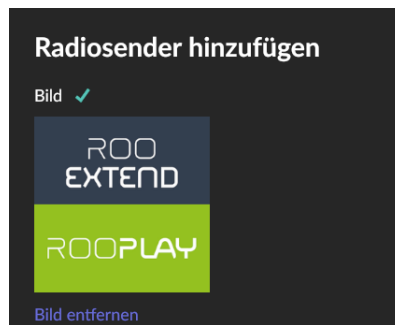 Radiosender hinzufügen
Bild
ROO
EXTEND
ROOPLAY
Bild entfernen